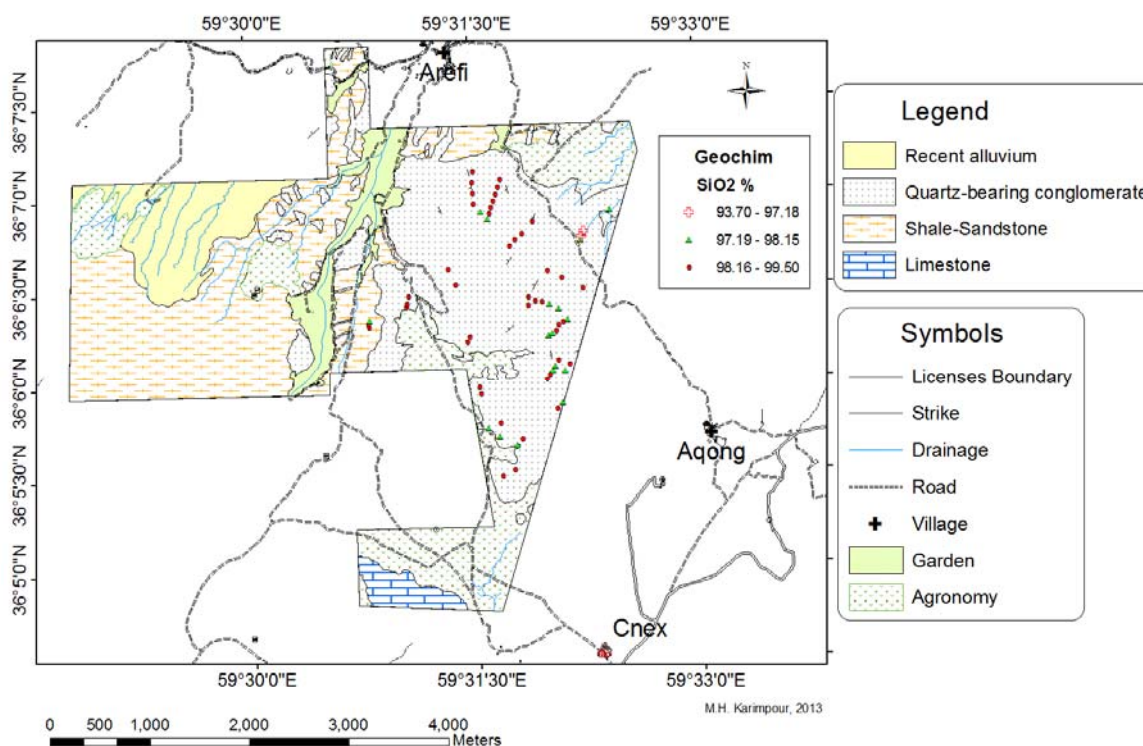 59°30'0"E 59°31'30"E 59°33'0"E
Arefi
36°7'30"N
36°7'0"N
36°6'30"N
36°6'0"N
36°5'30"N
36°5'0"N
Geochim
SiO2 %
93.70 - 97.18
97.19 - 98.15
98.16 - 99.50
Aqong
Cnex
59°30'0"E 59°31'30"E 59°33'0"E
M.H. Karimpour, 2013
0 500 1,000 2,000 3,000 4,000
Meters
Legend
Recent alluvium
Quartz-bearing conglomerate
Shale-Sandstone
Limestone
Symbols
Licenses Boundary
Strike
Drainage
Road
Village
Garden
Agronomy